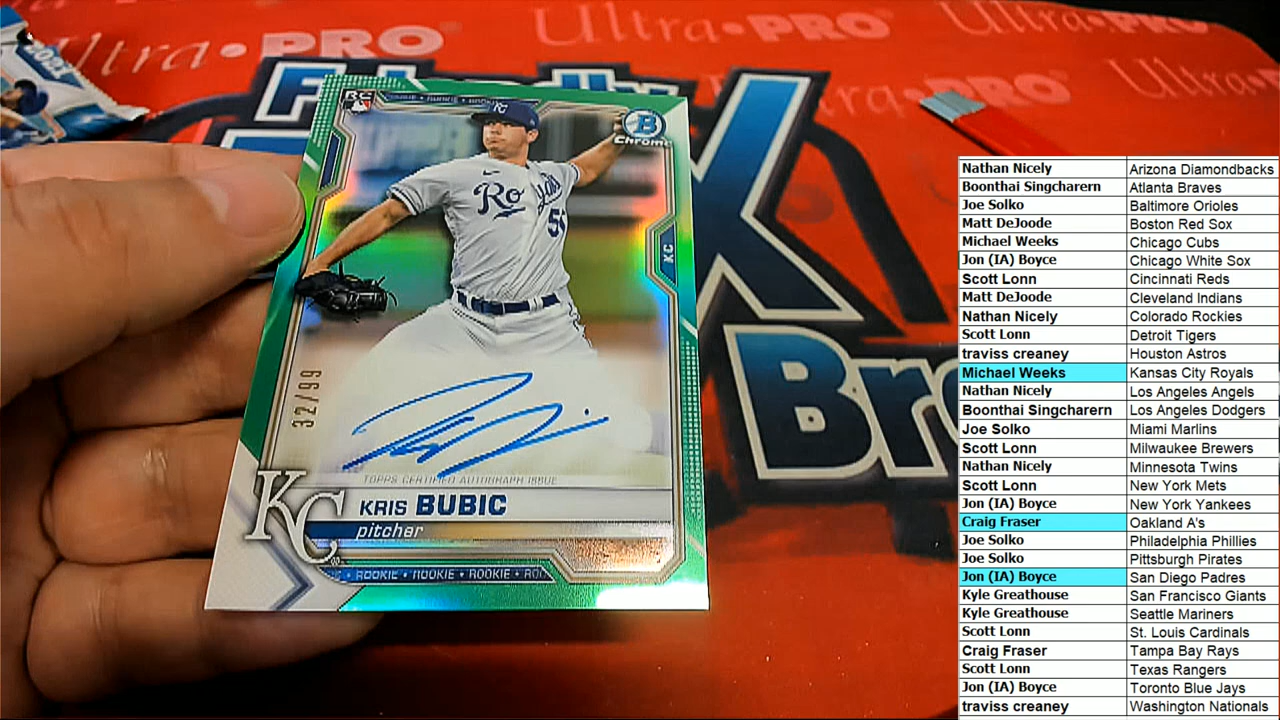 Ultra•PRO
Ultra•PRO
Ultra•PRO
RC
ROOKIE
B
Chrome
KC
Royals
KC
32/99
TOPPS CERTIFIED AUTOGRAPH ISSUE
KC
KRIS BUBIC
pitcher
ROOKIE • ROOKIE • ROOKIE • ROO
Nathan Nicely Arizona Diamondbacks
Boonthai Singcharern Atlanta Braves
Joe Solko Baltimore Orioles
Matt DeJoode Boston Red Sox
Michael Weeks Chicago Cubs
Jon (IA) Boyce Chicago White Sox
Scott Lonn Cincinnati Reds
Matt DeJoode Cleveland Indians
Nathan Nicely Colorado Rockies
Scott Lonn Detroit Tigers
traviss creaney Houston Astros
Michael Weeks Kansas City Royals
Nathan Nicely Los Angeles Angels
Boonthai Singcharern Los Angeles Dodgers
Joe Solko Miami Marlins
Scott Lonn Milwaukee Brewers
Nathan Nicely Minnesota Twins
Scott Lonn New York Mets
Jon (IA) Boyce New York Yankees
Craig Fraser Oakland A's
Joe Solko Philadelphia Phillies
Joe Solko Pittsburgh Pirates
Jon (IA) Boyce San Diego Padres
Kyle Greathouse San Francisco Giants
Kyle Greathouse Seattle Mariners
Scott Lonn St. Louis Cardinals
Craig Fraser Tampa Bay Rays
Scott Lonn Texas Rangers
Jon (IA) Boyce Toronto Blue Jays
traviss creaney Washington Nationals